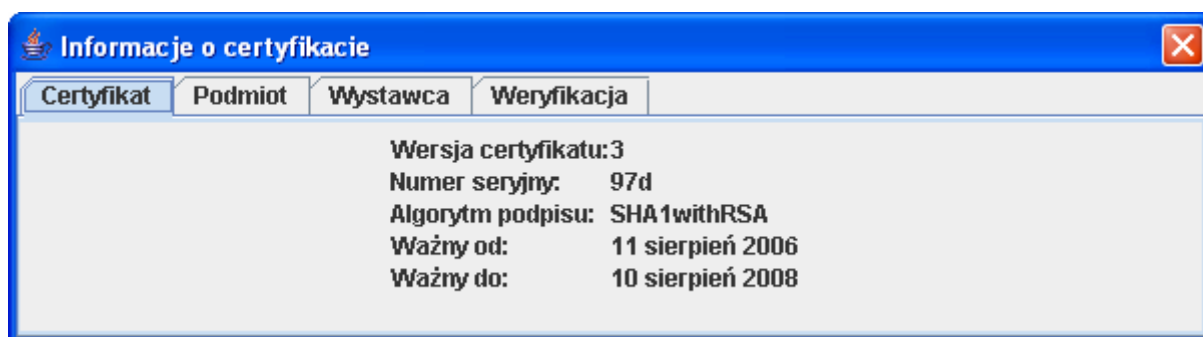 Informacje o certyfikacie
Certyfikat Podmiot Wystawca Weryfikacja
Wersja certyfikatu:3
Numer seryjny: 97d
Algorytm podpisu: SHA1withRSA
Ważny od: 11 sierpień 2006
Ważny do: 10 sierpień 2008